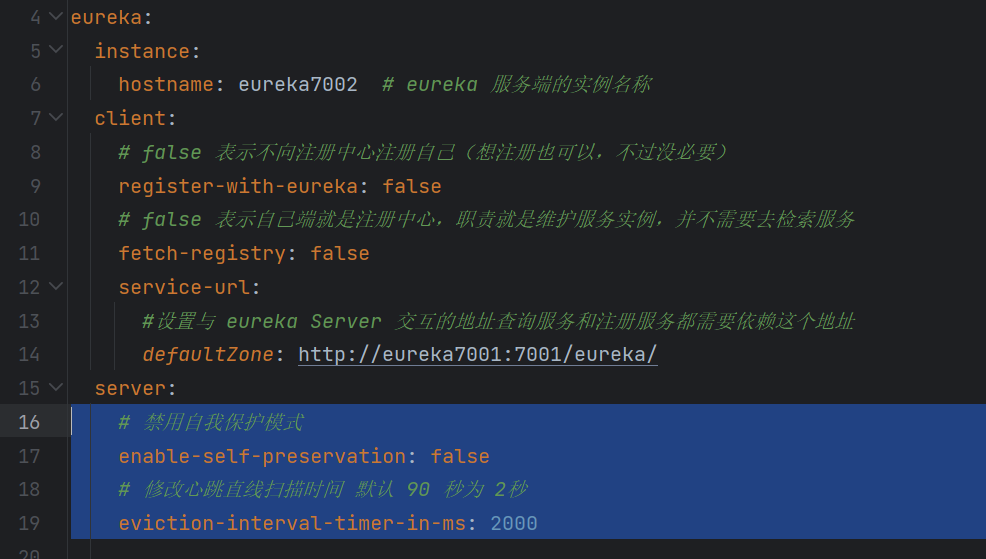 4 eureka:
5 instance:
6 hostname: eureka7002 # eureka 服务端的实例名称
7 client:
8 # false 表示不向注册中心注册自己（想注册也可以，不过没必要）
9 register-with-eureka: false
10 # false 表示自己端就是注册中心，职责就是维护服务实例，并不需要去检索服务
11 fetch-registry: false
12 service-url:
13 #设置与 eureka Server 交互的地址查询服务和注册服务都需要依赖这个地址
14 defaultZone: http://eureka7001:7001/eureka/
15 server:
16 # 禁用自我保护模式
17 enable-self-preservation: false
18 # 修改心跳直线扫描时间 默认 90 秒为 2秒
19 eviction-interval-timer-in-ms: 2000
20